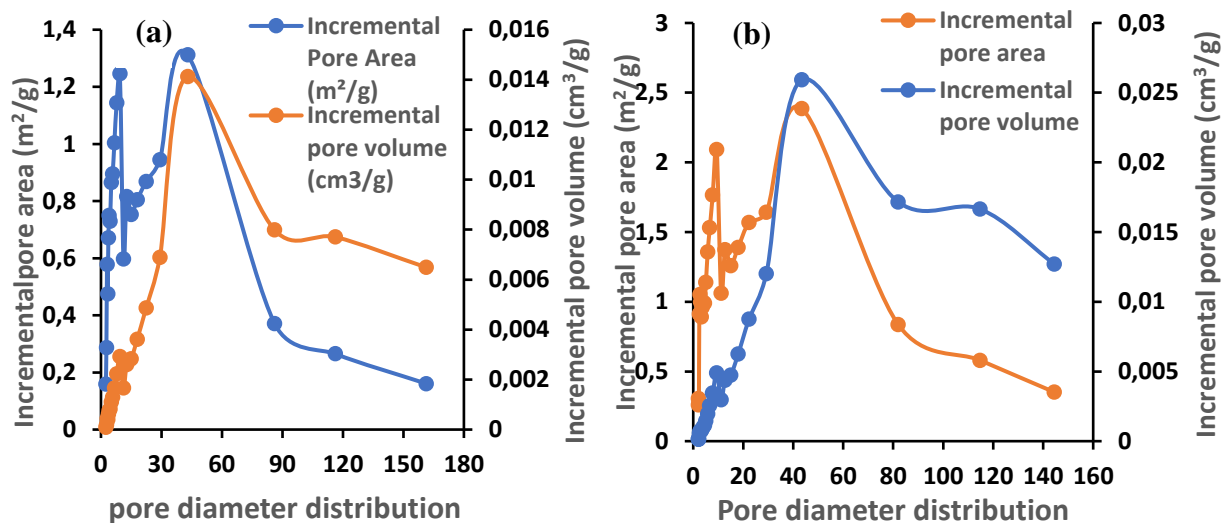 (a)
Incremental
Pore Area
(m²/g)
Incremental
pore volume
(cm3/g)
Incrementalpore area (m²/g)
1,4
1,2
1
0,8
0,6
0,4
0,2
0
0,016
0,014
0,012
0,01
0,008
0,006
0,004
0,002
0
Incremental pore volume (cm³/g)
0 30 60 90 120 150 180
pore diameter distribution
(b)
Incremental
pore area
Incremental
pore volume
Incremental pore area (m²/g)
3
2,5
2
1,5
1
0,5
0
0,03
0,025
0,02
0,015
0,01
0,005
0
Incremental pore volume (cm³/g)
0 20 40 60 80 100 120 140 160
Pore diameter distribution